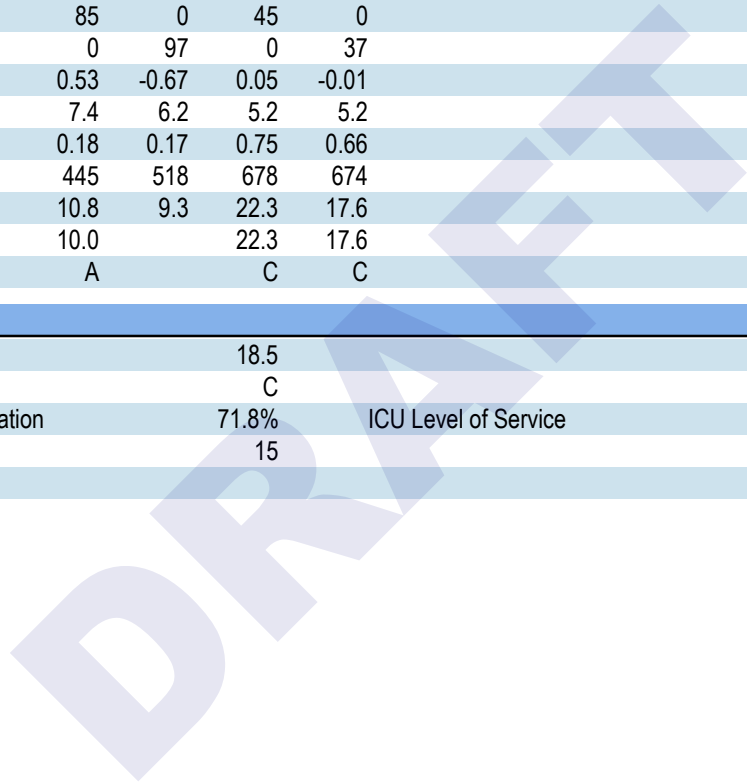 85 0 45 0
0 97 0 37
0.53 -0.67 0.05 -0.01
7.4 6.2 5.2 5.2
0.18 0.17 0.75 0.66
445 518 678 674
10.8 9.3 22.3 17.6
10.0 22.3 17.6
A C C
18.5
C
ation 71.8% ICU Level of Service
15
DRAFT